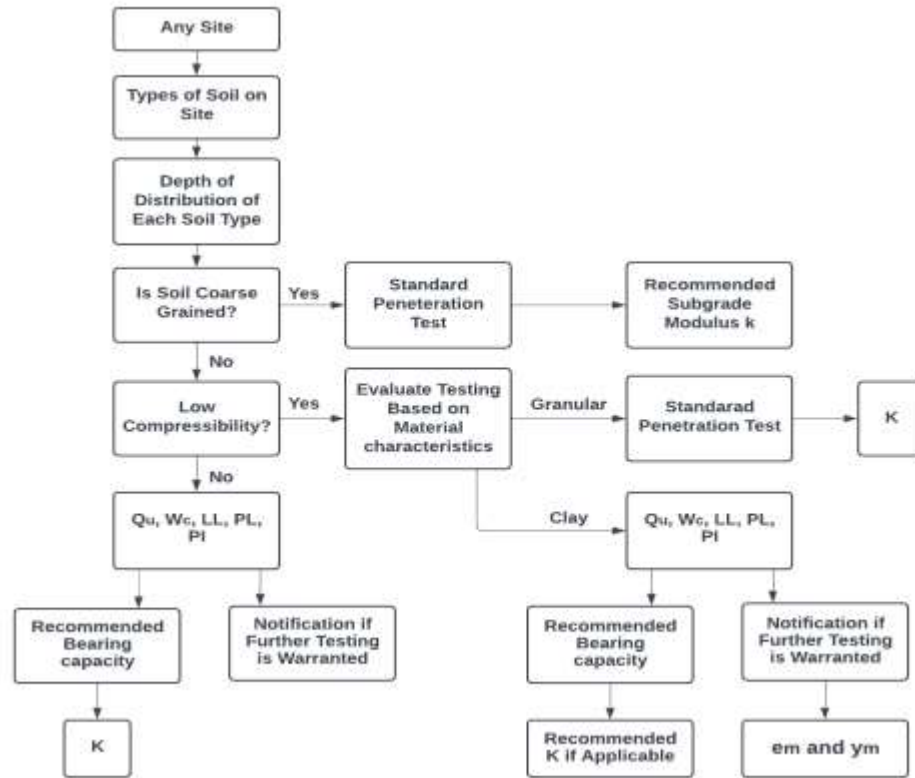 Any Site
Types of Soil on
Site
Depth of
Distribution of
Each Soil Type
Is Soil Coarse
Grained?
Yes
Standard
Peneteration
Test
Recommended
Subgrade
Modulus k
No
Low
Compressibility?
Yes
Evaluate Testing
Based on
Material
characteristics
Granular
Standarad
Penetration Test
K
No
Qu, Wc, LL, PL,
PI
Clay
Qu, Wc, LL, PL,
PI
Recommended
Bearing
capacity
Notification if
Further Testing
is Warranted
Recommended
Bearing
capacity
Notification if
Further Testing
is Warranted
K
Recommended
K if Applicable
em and ym